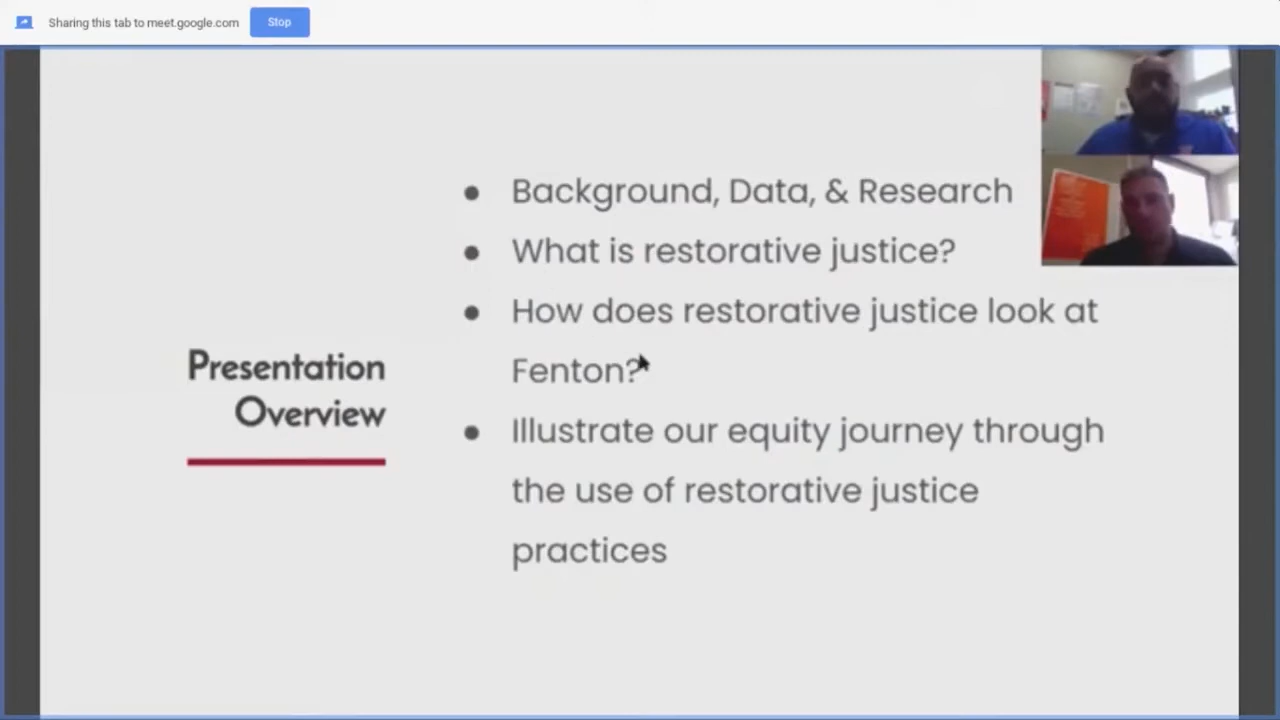 Sharing this tab to meet.google.com
Stop
Presentation
Overview
● Background, Data, & Research
● What is restorative justice?
● How does restorative justice look at
Fenton?
● Illustrate our equity journey through
the use of restorative justice
practices